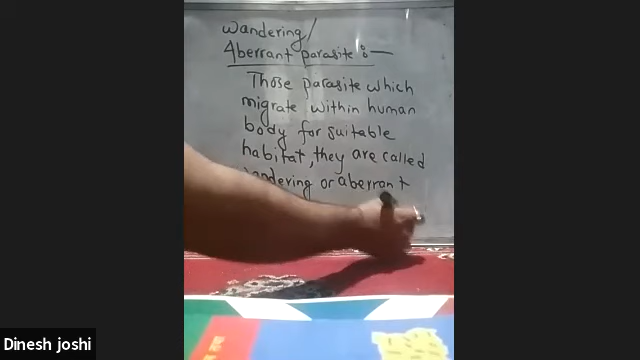 Wandering/
Aberrant parasite :—
Those parasite which
migrate within human
body for suitable
habitat, they are called
wandering or aberrant
Dinesh joshi